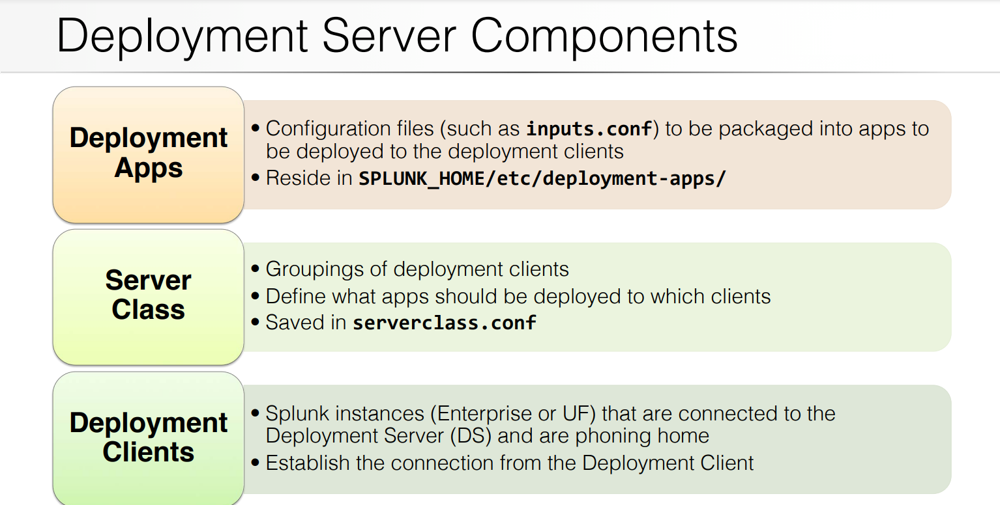 Deployment Server Components
Deployment
Apps
• Configuration files (such as inputs.conf) to be packaged into apps to
be deployed to the deployment clients
• Reside in SPLUNK_HOME/etc/deployment-apps/
Server
Class
• Groupings of deployment clients
• Define what apps should be deployed to which clients
• Saved in serverclass.conf
Deployment
Clients
• Splunk instances (Enterprise or UF) that are connected to the
Deployment Server (DS) and are phoning home
• Establish the connection from the Deployment Client